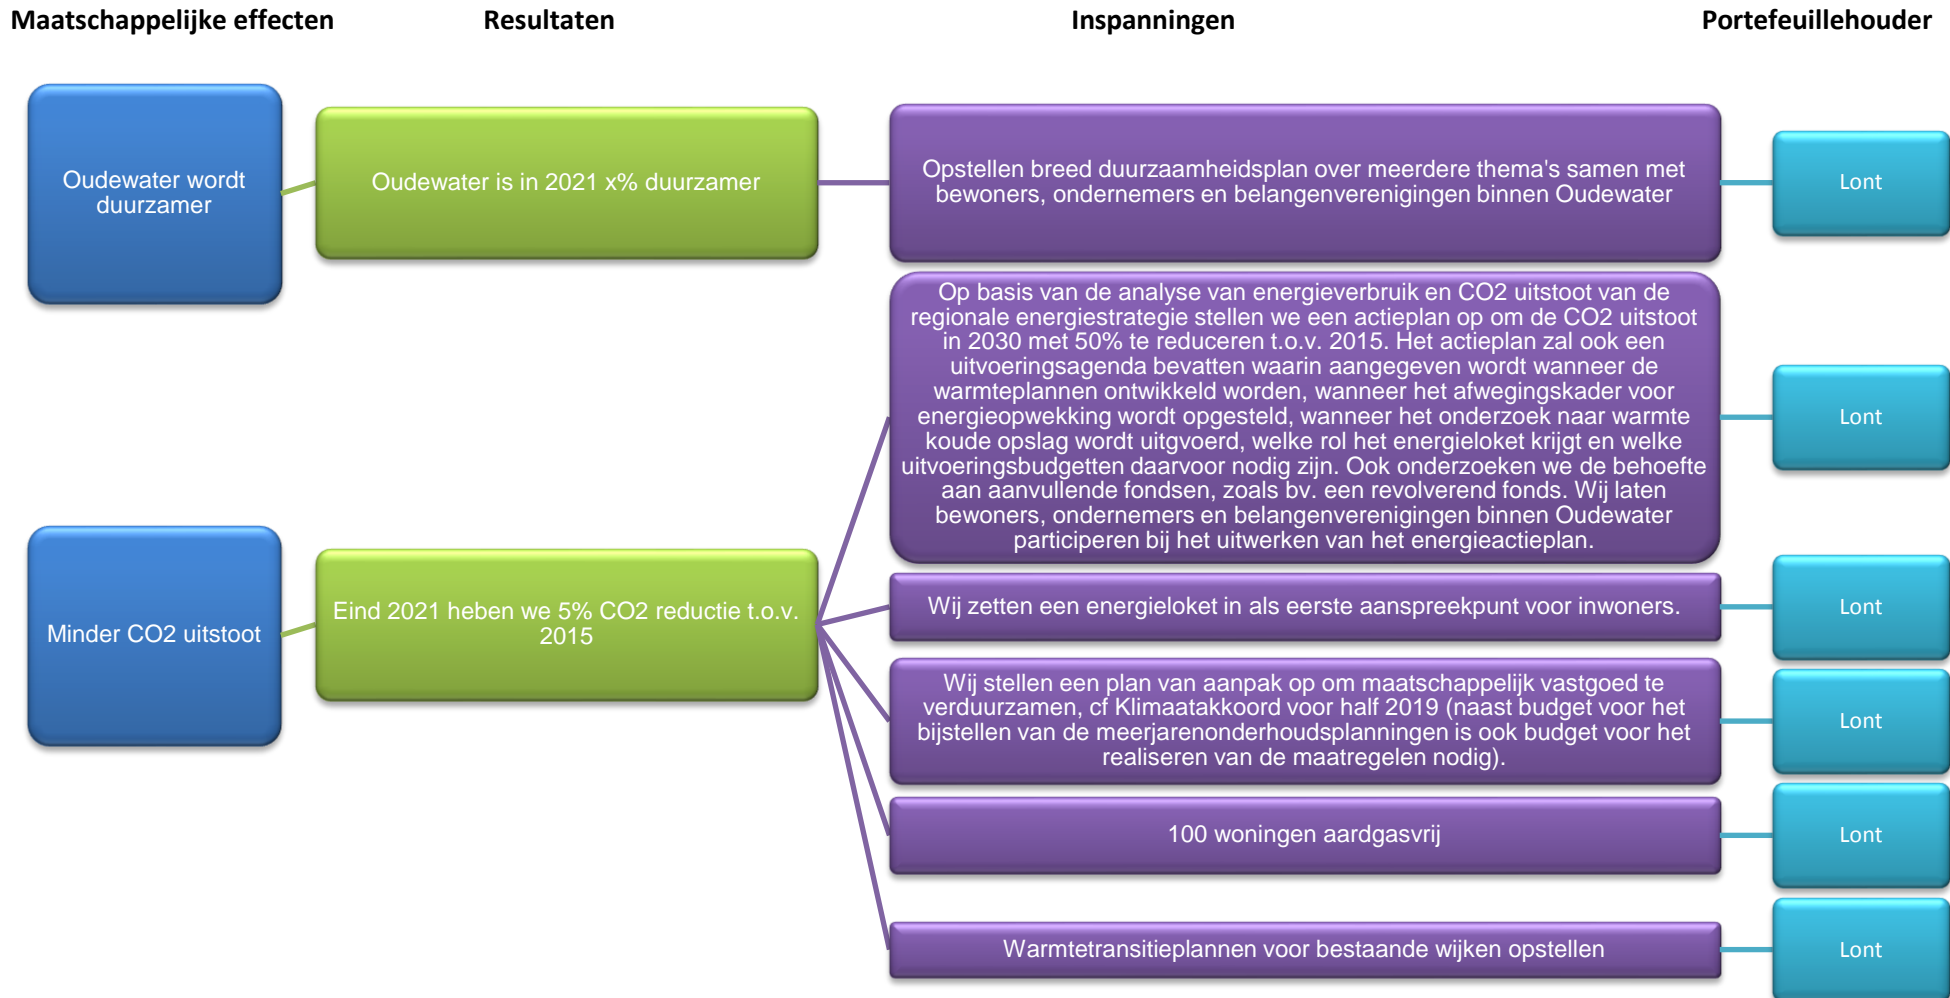 Maatschappelijke effecten
Resultaten
Inspanningen
Portefeuillehouder
Oudewater wordt
duurzamer
Oudewater is in 2021 x% duurzamer
Opstellen breed duurzaamheidsplan over meerdere thema's samen met
bewoners, ondernemers en belangenverenigingen binnen Oudewater
Lont
Minder CO2 uitstoot
Eind 2021 heben we 5% CO2 reductie t.o.v.
2015
Op basis van de analyse van energieverbruik en CO2 uitstoot van de
regionale energiestrategie stellen we een actieplan op om de CO2 uitstoot
in 2030 met 50% te reduceren t.o.v. 2015. Het actieplan zal ook een
uitvoeringsagenda bevatten waarin aangegeven wordt wanneer de
warmteplannen ontwikkeld worden, wanneer het afwegingskader voor
energieopwekking wordt opgesteld, wanneer het onderzoek naar warmte
koude opslag wordt uitgvoerd, welke rol het energieloket krijgt en welke
uitvoeringsbudgetten daarvoor nodig zijn. Ook onderzoeken we de behoefte
aan aanvullende fondsen, zoals bv. een revolverend fonds. Wij laten
bewoners, ondernemers en belangenverenigingen binnen Oudewater
participeren bij het uitwerken van het energieactieplan.
Lont
Wij zetten een energieloket in als eerste aanspreekpunt voor inwoners.
Lont
Wij stellen een plan van aanpak op om maatschappelijk vastgoed te
verduurzamen, cf Klimaatakkoord voor half 2019 (naast budget voor het
bijstellen van de meerjarenonderhoudsplanningen is ook budget voor het
realiseren van de maatregelen nodig).
Lont
100 woningen aardgasvrij
Lont
Warmtetransitieplannen voor bestaande wijken opstellen
Lont